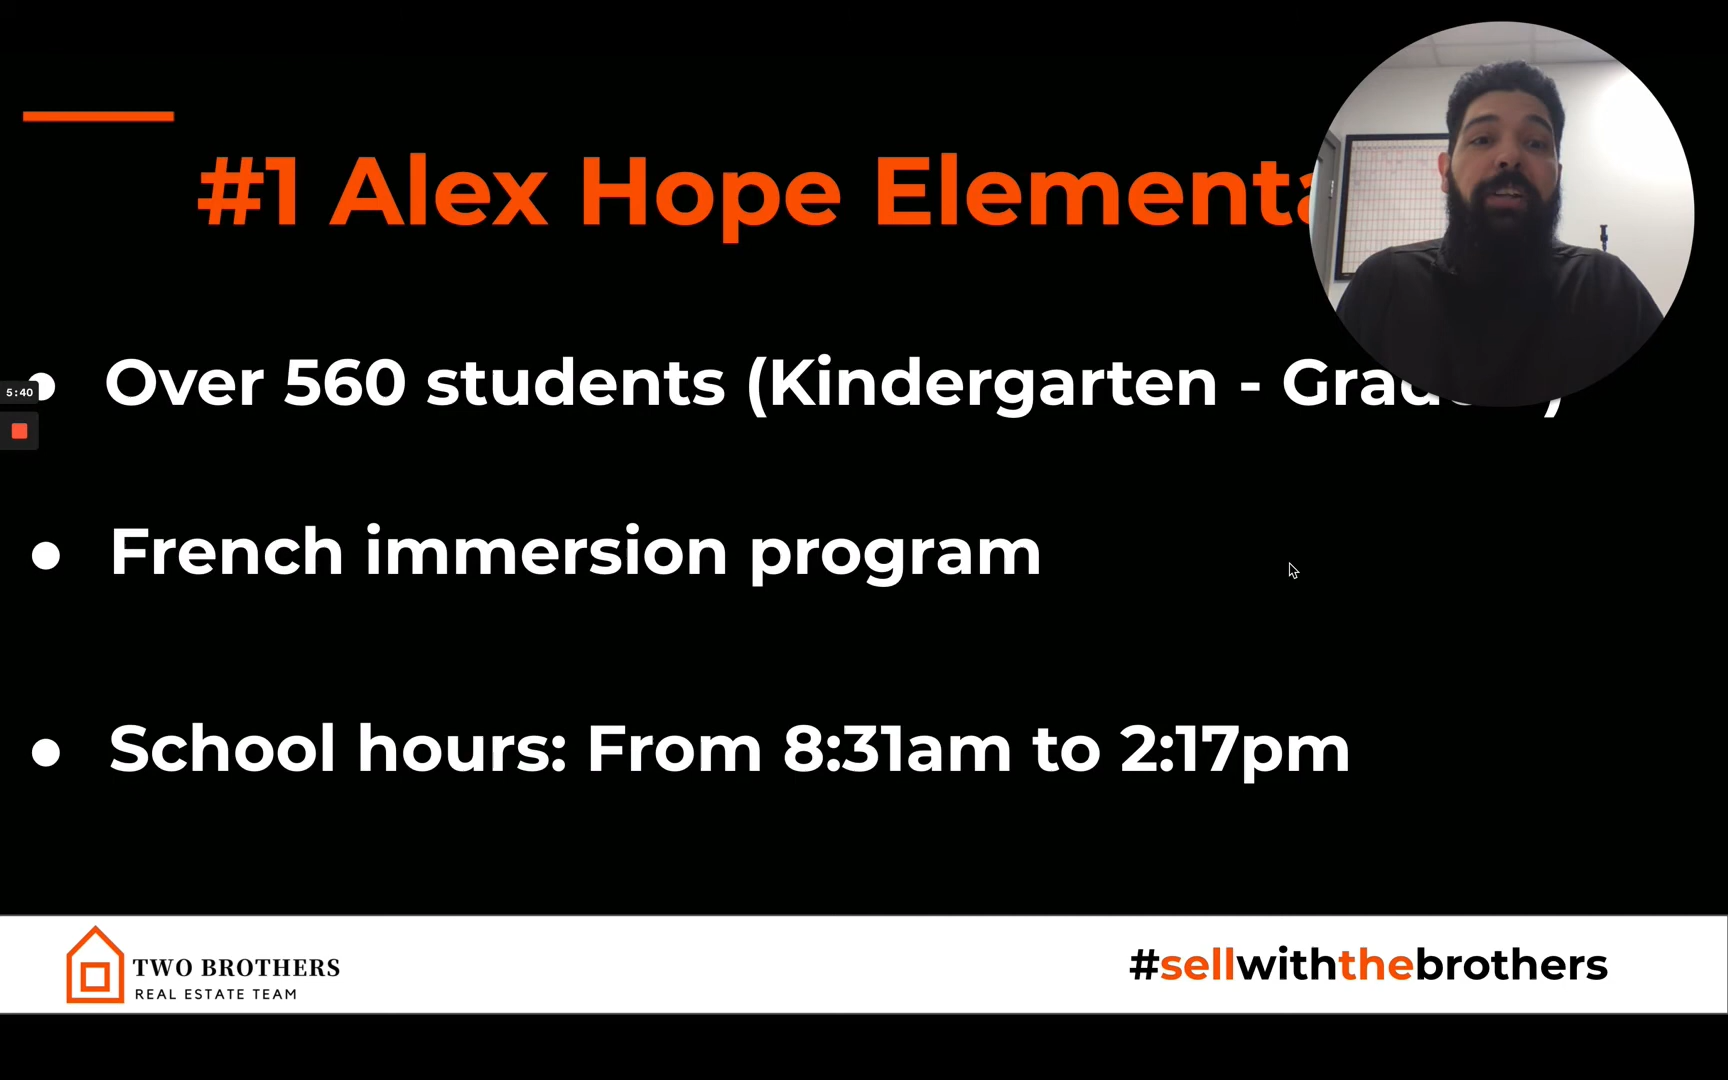 #1 Alex Hope Elementa
● Over 560 students (Kindergarten - Grad )
5:40
● French immersion program
● School hours: From 8:31am to 2:17pm
TWO BROTHERS
REAL ESTATE TEAM
#sellwiththebrothers